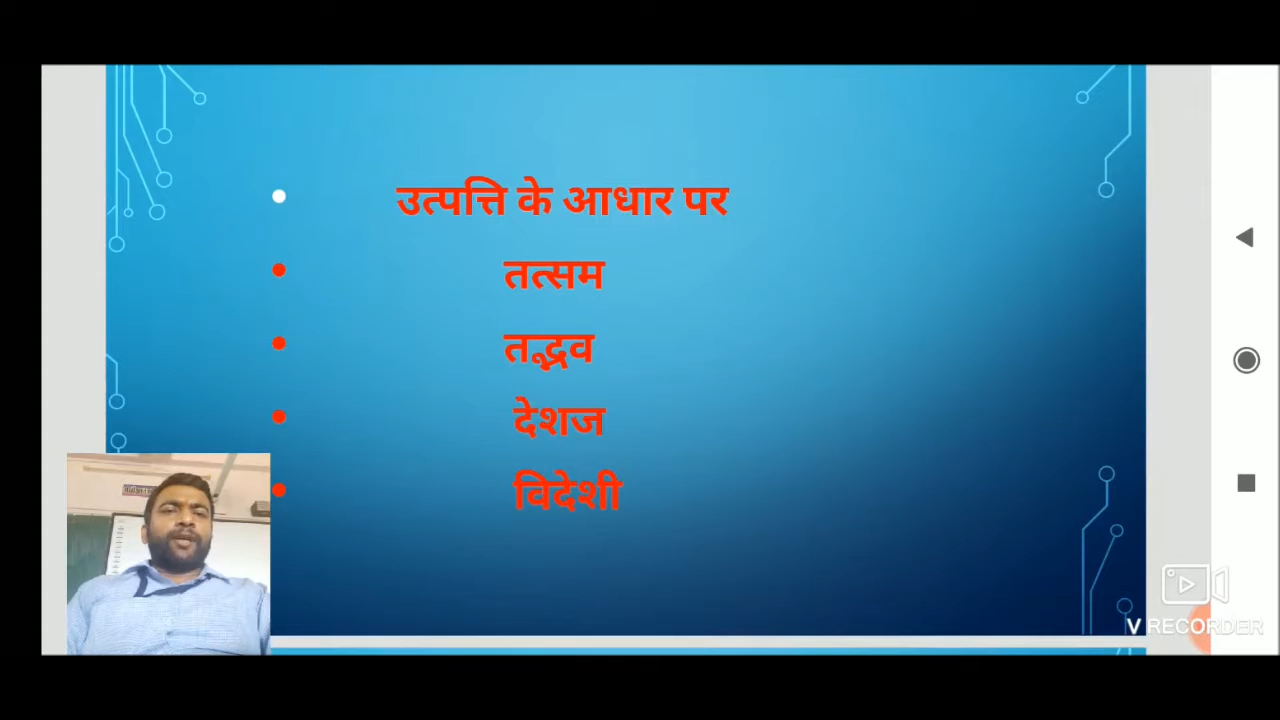 उत्पत्ति के आधार पर
तत्सम
तद्भव
देशज
विदेशी
V RECORDER